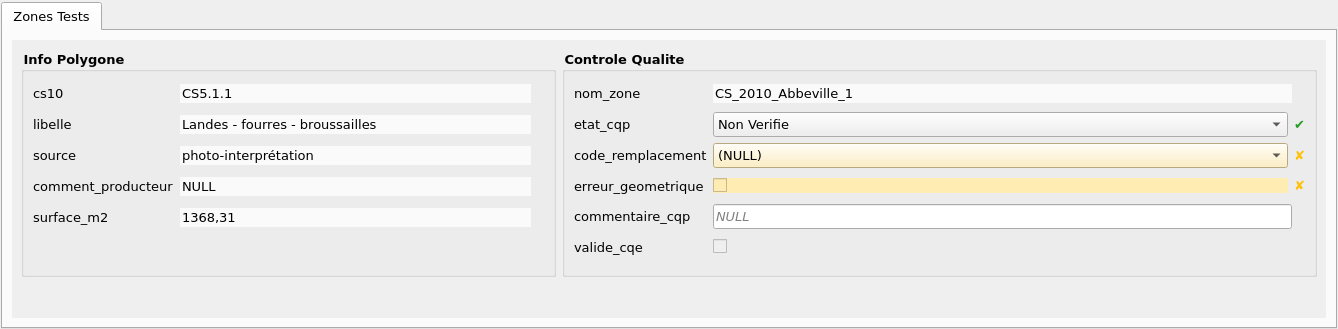 Zones Tests
Info Polygone
cs10 CS5.1.1
libelle Landes - fourres - broussailles
source photo-interprétation
comment_producteur NULL
surface_m2 1368,31
Controle Qualite
nom_zone CS_2010_Abbeville_1
etat_cqp Non Verifie ✔
code_remplacement (NULL) ✘
erreur_geometrique ✘
commentaire_cqp NULL
valide_cqe